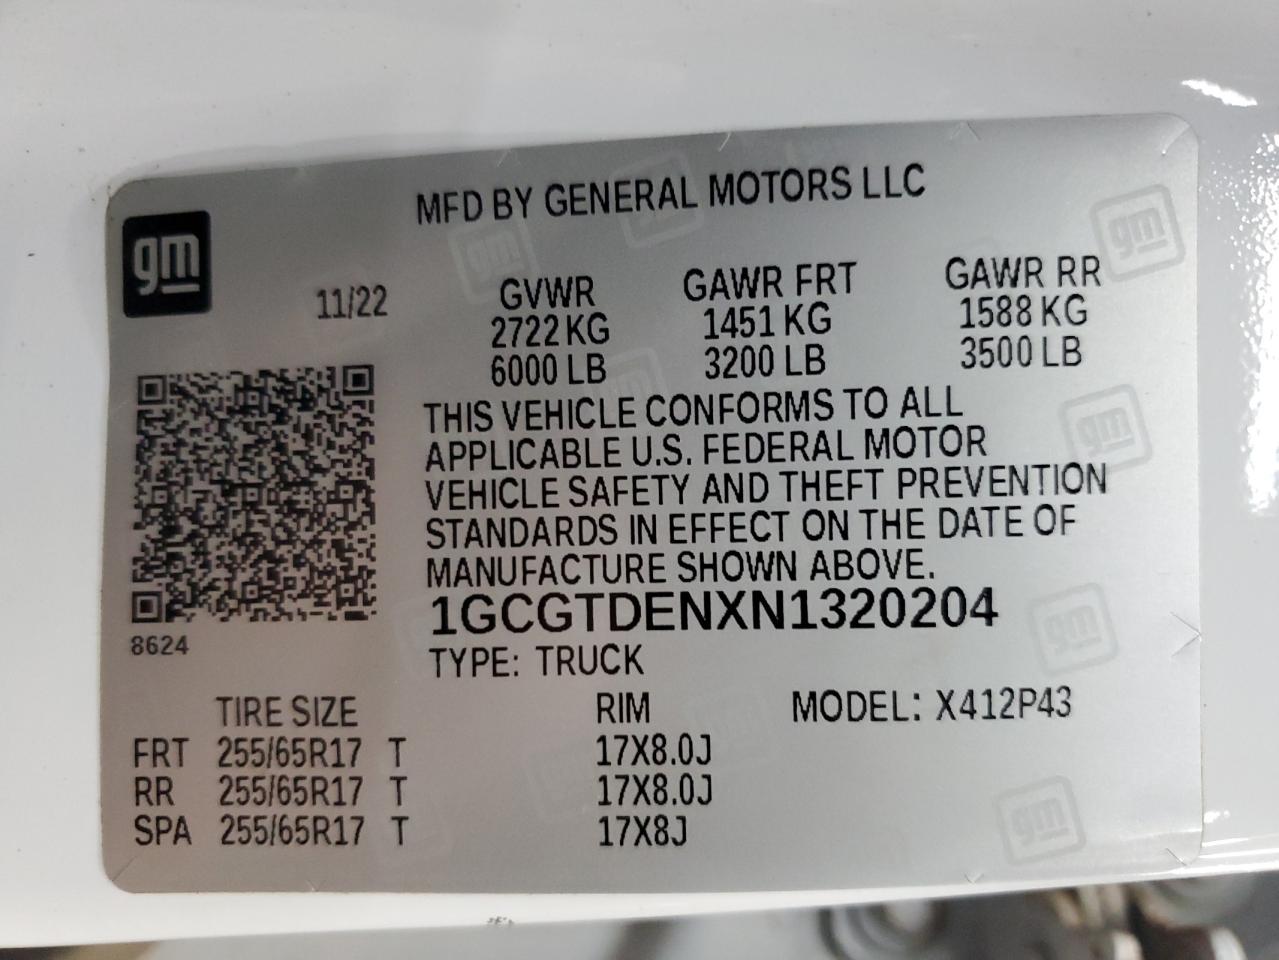 MFD BY GENERAL MOTORS LLC
gm
11/22
GVWR GAWR FRT GAWR RR
2722 KG 1451 KG 1588 KG
6000 LB 3200 LB 3500 LB
THIS VEHICLE CONFORMS TO ALL
APPLICABLE U.S. FEDERAL MOTOR
VEHICLE SAFETY AND THEFT PREVENTION
STANDARDS IN EFFECT ON THE DATE OF
MANUFACTURE SHOWN ABOVE.
1GCGTDENXN1320204
8624
TYPE: TRUCK
TIRE SIZE RIM MODEL: X412P43
FRT 255/65R17 T 17X8.0J
RR 255/65R17 T 17X8.0J
SPA 255/65R17 T 17X8J